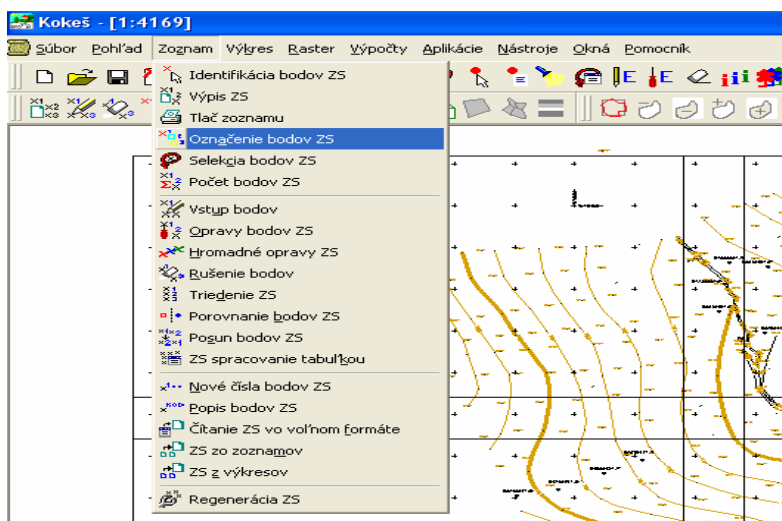 Kokeš - [1:4169]
Súbor Pohľad Zoznam Výkres Raster Výpočty Aplikácie Nástroje Okná Pomocník
Identifikácia bodov ZS
Výpis ZS
Tlač zoznamu
Označenie bodov ZS
Selekcia bodov ZS
Počet bodov ZS
Vstup bodov
Opravy bodov ZS
Hromadné opravy ZS
Rušenie bodov
Triedenie ZS
Porovnanie bodov ZS
Posun bodov ZS
ZS spracovanie tabuľkou
Nové čísla bodov ZS
Popis bodov ZS
Čítanie ZS vo voľnom formáte
ZS zo zoznamov
ZS z výkresov
Regenerácia ZS